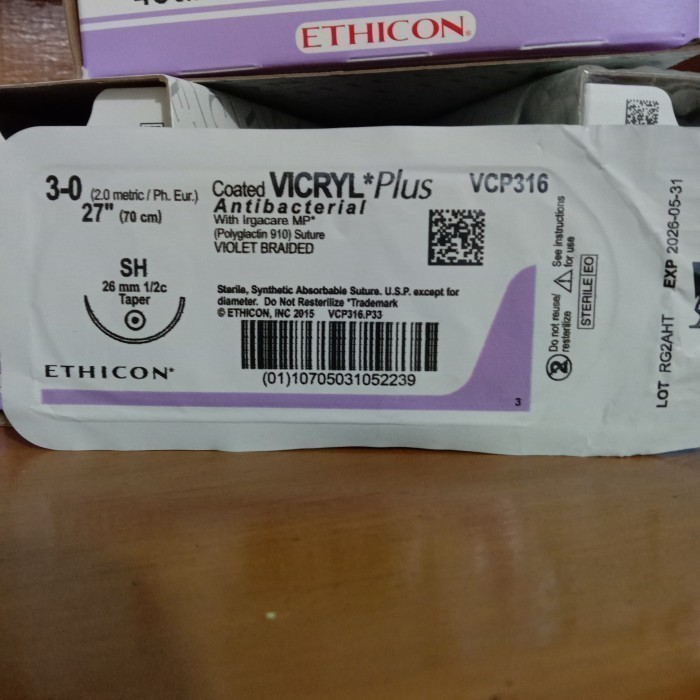 ETHICON®
3-0 (2.0 metric / Ph. Eur.)
27" (70 cm)
SH
26 mm 1/2c
Taper
ETHICON*
Coated VICRYL* Plus
Antibacterial
With Irgacare MP*
(Polyglactin 910) Suture
VIOLET BRAIDED
VCP316
Sterile, Synthetic Absorbable Suture. U.S.P. except for
diameter. Do Not Resterilize *Trademark
© ETHICON, INC 2015 VCP316.P33
(01)10705031052239
3
2
Do not reuse/
resterilize
See instructions
for use
STERILE EO
LOT RG2AHT EXP 2026-05-31